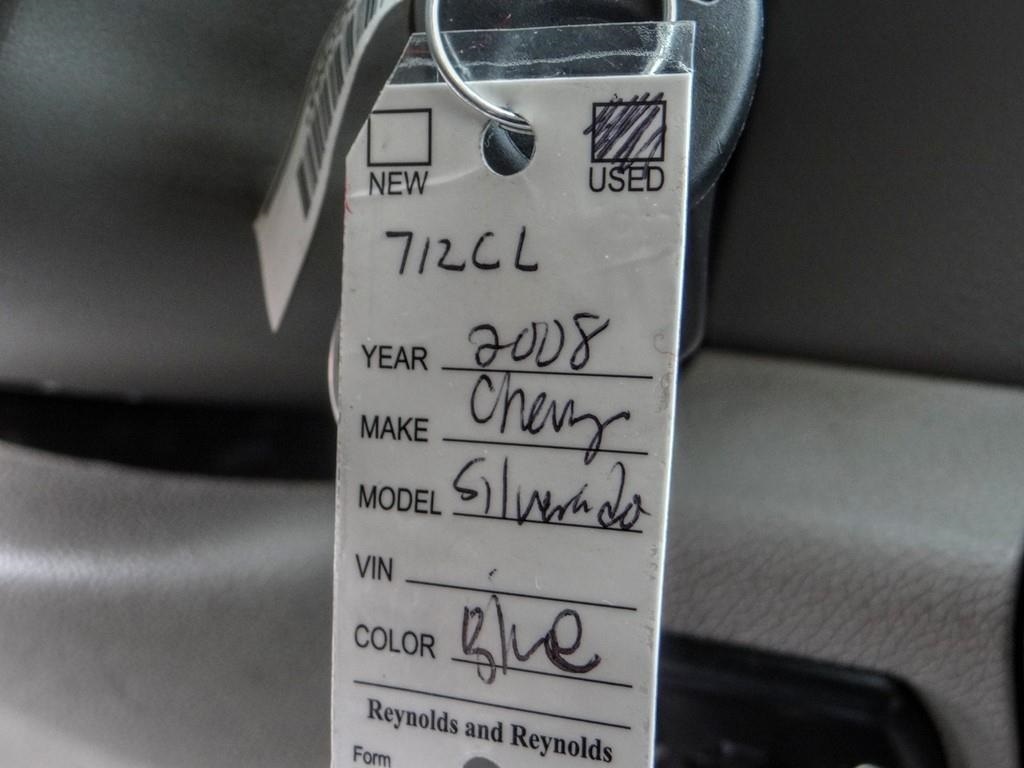 NEW USED
712CL
YEAR 2008
MAKE Chevy
MODEL Silverado
VIN
COLOR Blue
Reynolds and Reynolds
Form